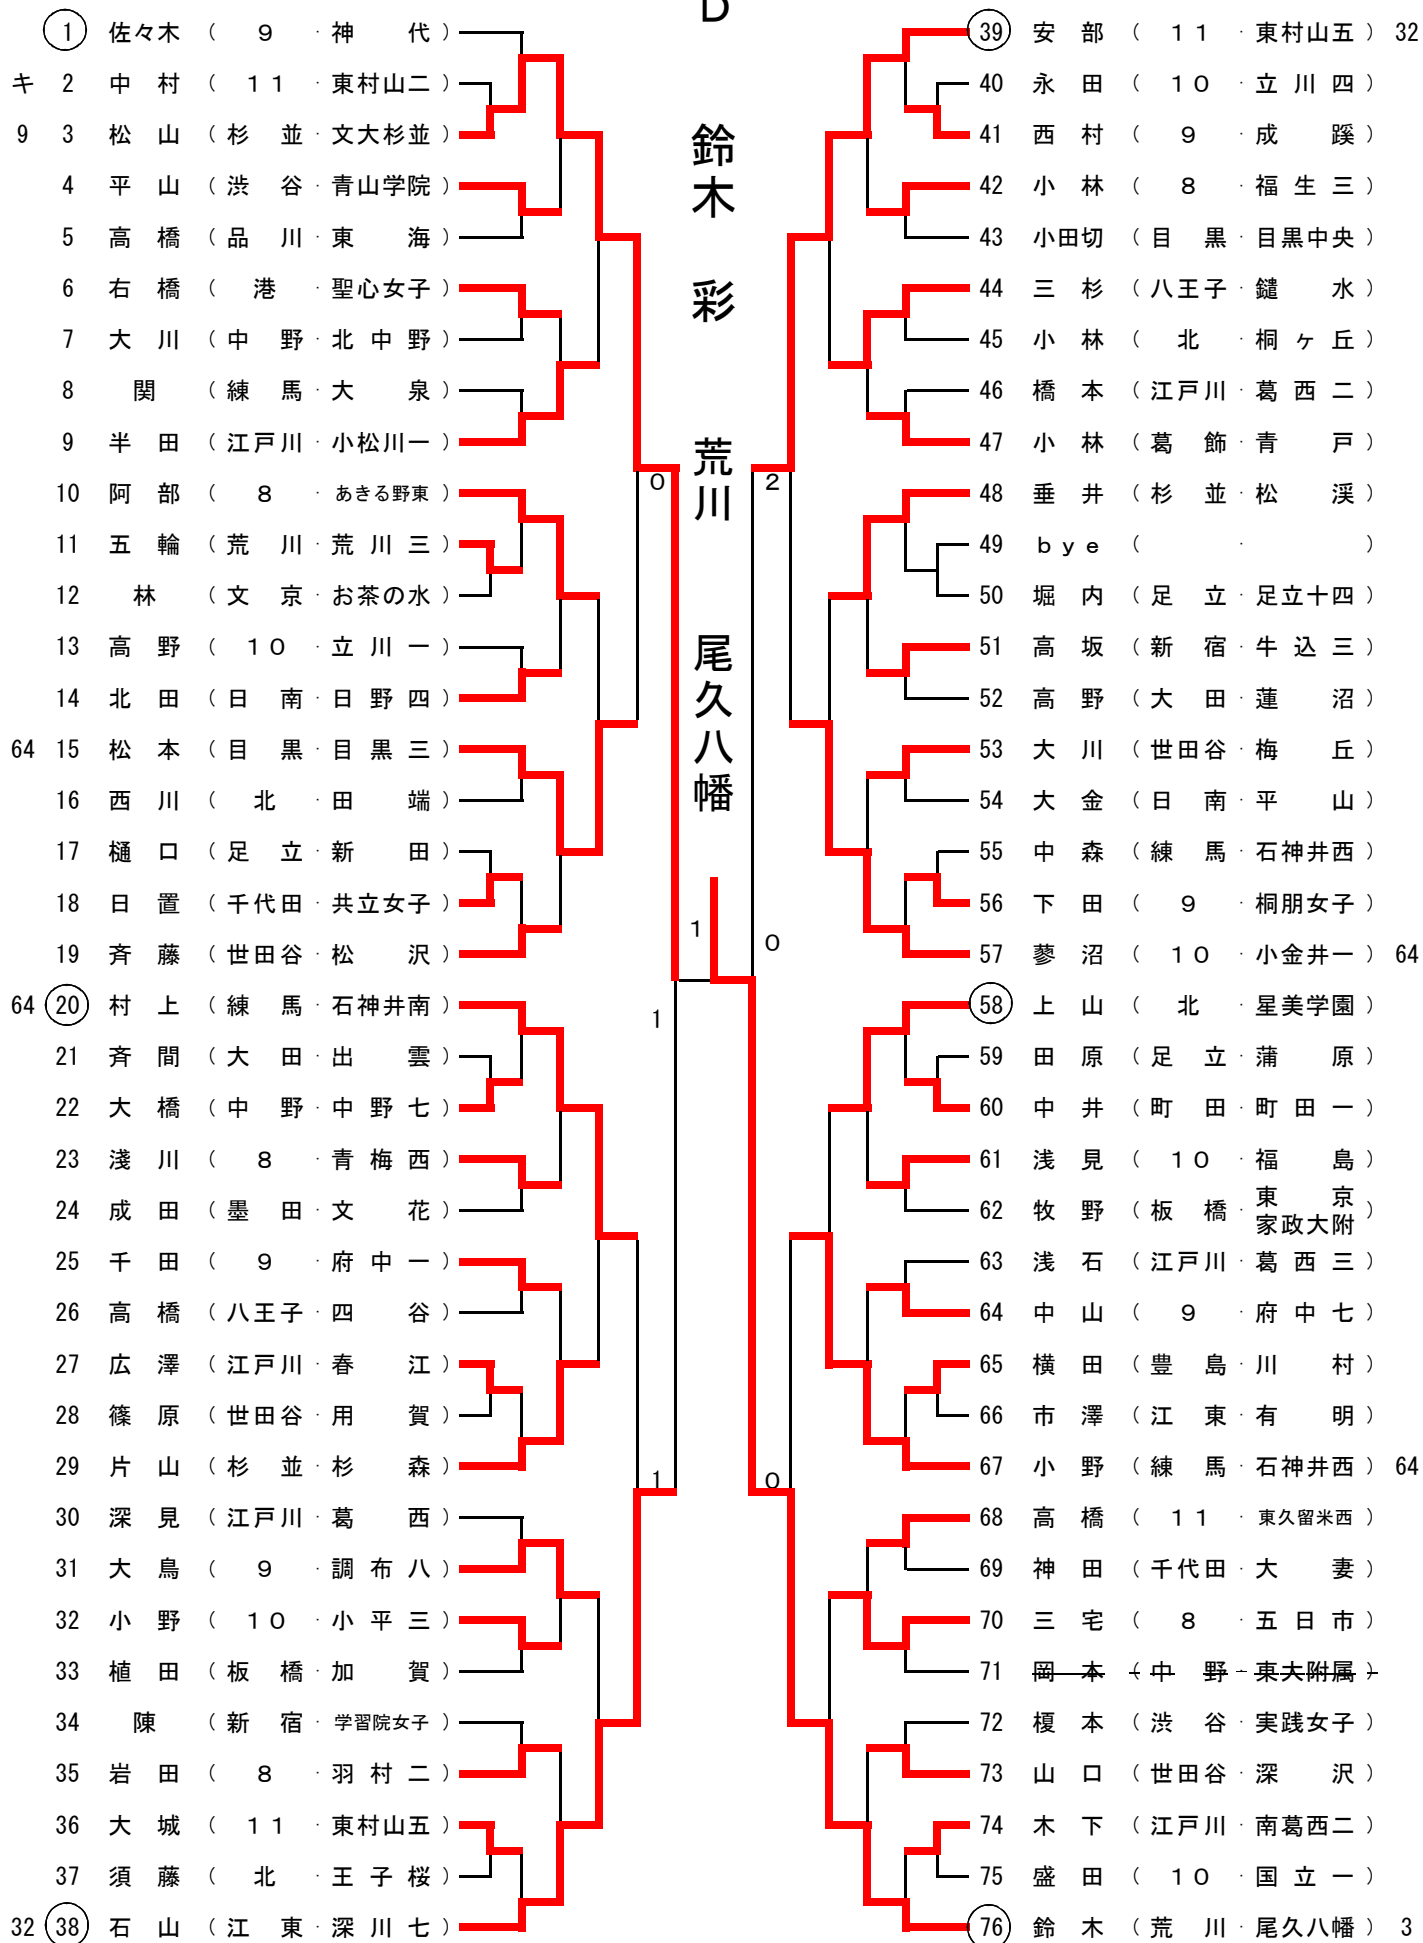 D
鈴木 彩 荒川 尾久八幡
1 佐々木 ( 9 ・ 神代 )
キ 2 中村 ( 11 ・ 東村山二 )
9 3 松山 ( 杉並 ・ 文大杉並 )
4 平山 ( 渋谷 ・ 青山学院 )
5 高橋 ( 品川 ・ 東海 )
6 右橋 ( 港 ・ 聖心女子 )
7 大川 ( 中野 ・ 北中野 )
8 関 ( 練馬 ・ 大泉 )
9 半田 ( 江戸川 ・ 小松川一 )
10 阿部 ( 8 ・ あきる野東 )
11 五輪 ( 荒川 ・ 荒川三 )
12 林 ( 文京 ・ お茶の水 )
13 高野 ( 10 ・ 立川一 )
14 北田 ( 日南 ・ 日野四 )
64 15 松本 ( 目黒 ・ 目黒三 )
16 西川 ( 北 ・ 田端 )
17 樋口 ( 足立 ・ 新田 )
18 日置 ( 千代田 ・ 共立女子 )
19 斉藤 ( 世田谷 ・ 松沢 )
64 20 村上 ( 練馬 ・ 石神井南 )
21 斉間 ( 大田 ・ 出雲 )
22 大橋 ( 中野 ・ 中野七 )
23 淺川 ( 8 ・ 青梅西 )
24 成田 ( 墨田 ・ 文花 )
25 千田 ( 9 ・ 府中一 )
26 高橋 ( 八王子 ・ 四谷 )
27 広澤 ( 江戸川 ・ 春江 )
28 篠原 ( 世田谷 ・ 用賀 )
29 片山 ( 杉並 ・ 杉森 )
30 深見 ( 江戸川 ・ 葛西 )
31 大鳥 ( 9 ・ 調布八 )
32 小野 ( 10 ・ 小平三 )
33 植田 ( 板橋 ・ 加賀 )
34 陳 ( 新宿 ・ 学習院女子 )
35 岩田 ( 8 ・ 羽村二 )
36 大城 ( 11 ・ 東村山五 )
37 須藤 ( 北 ・ 王子桜 )
32 38 石山 ( 江東 ・ 深川七 )
0
2
1
0
1
1
0
39 安部 ( 11 ・ 東村山五 ) 32
40 永田 ( 10 ・ 立川四 )
41 西村 ( 9 ・ 成蹊 )
42 小林 ( 8 ・ 福生三 )
43 小田切 ( 目黒 ・ 目黒中央 )
44 三杉 ( 八王子 ・ 鑓水 )
45 小林 ( 北 ・ 桐ヶ丘 )
46 橋本 ( 江戸川 ・ 葛西二 )
47 小林 ( 葛飾 ・ 青戸 )
48 垂井 ( 杉並 ・ 松溪 )
49 bye ( ・ )
50 堀内 ( 足立 ・ 足立十四 )
51 高坂 ( 新宿 ・ 牛込三 )
52 高野 ( 大田 ・ 蓮沼 )
53 大川 ( 世田谷 ・ 梅丘 )
54 大金 ( 日南 ・ 平山 )
55 中森 ( 練馬 ・ 石神井西 )
56 下田 ( 9 ・ 桐朋女子 )
57 蓼沼 ( 10 ・ 小金井一 ) 64
58 上山 ( 北 ・ 星美学園 )
59 田原 ( 足立 ・ 蒲原 )
60 中井 ( 町田 ・ 町田一 )
61 浅見 ( 10 ・ 福島 )
62 牧野 ( 板橋 ・ 東京家政大附 )
63 浅石 ( 江戸川 ・ 葛西三 )
64 中山 ( 9 ・ 府中七 )
65 横田 ( 豊島 ・ 川村 )
66 市澤 ( 江東 ・ 有明 )
67 小野 ( 練馬 ・ 石神井西 ) 64
68 高橋 ( 11 ・ 東久留米西 )
69 神田 ( 千代田 ・ 大妻 )
70 三宅 ( 8 ・ 五日市 )
71 岡本 ( 中野 ・ 東大附属 )
72 榎本 ( 渋谷 ・ 実践女子 )
73 山口 ( 世田谷 ・ 深沢 )
74 木下 ( 江戸川 ・ 南葛西二 )
75 盛田 ( 10 ・ 国立一 )
76 鈴木 ( 荒川 ・ 尾久八幡 ) 3